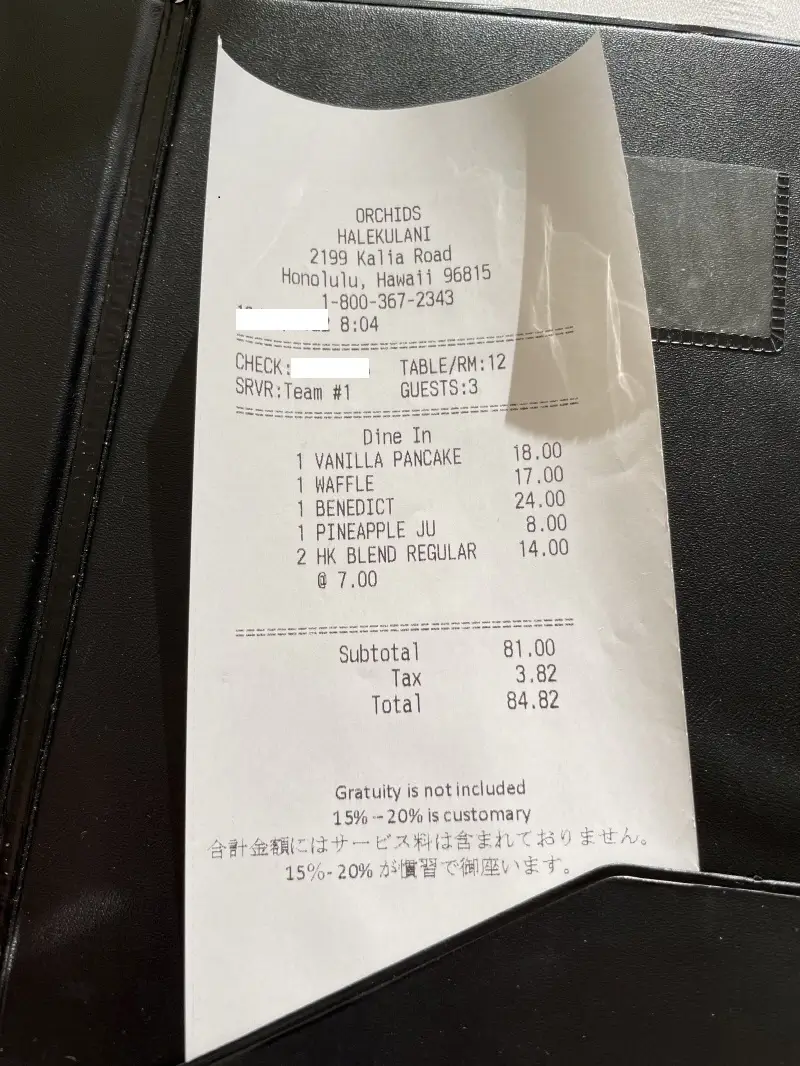 ORCHIDS
HALEKULANI
2199 Kalia Road
Honolulu, Hawaii 96815
1-800-367-2343
8:04
CHECK: TABLE/RM:12
SRVR:Team #1 GUESTS:3
Dine In
1 VANILLA PANCAKE 18.00
1 WAFFLE 17.00
1 BENEDICT 24.00
1 PINEAPPLE JU 8.00
2 HK BLEND REGULAR 14.00
@ 7.00
Subtotal 81.00
Tax 3.82
Total 84.82
Gratuity is not included
15% -- 20% is customary
合計金額にはサービス料は含まれておりません。
15%-20% が慣習で御座います。